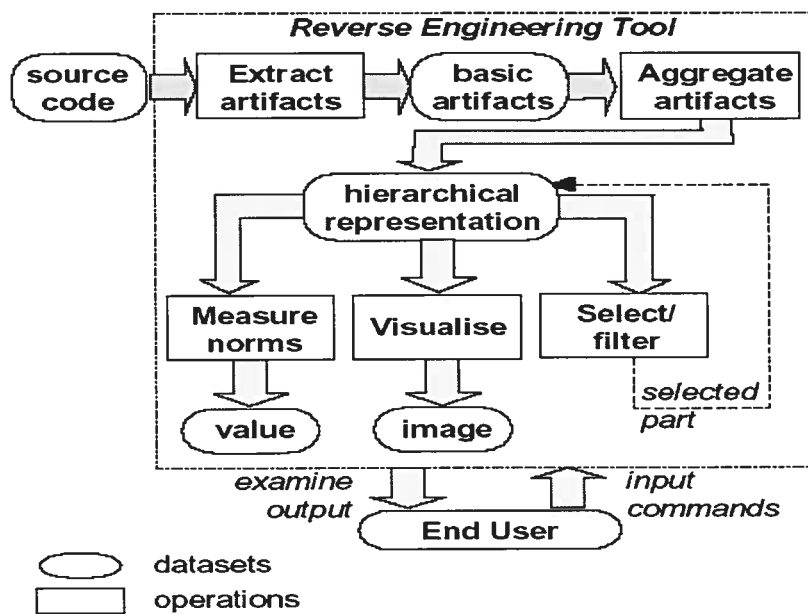 Reverse Engineering Tool
source
code
Extract
artifacts
basic
artifacts
Aggregate
artifacts
hierarchical
representation
Measure
norms
Visualise
Select/
filter
selected
part
value
image
examine
output
input
commands
End User
datasets
operations